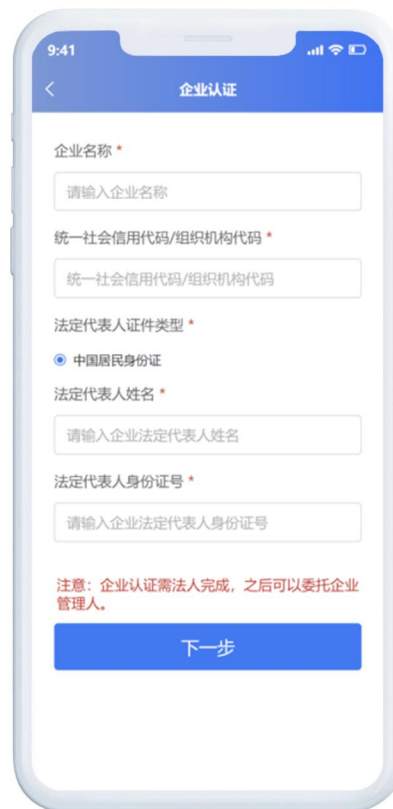 9:41
企业认证
企业名称 *
请输入企业名称
统一社会信用代码/组织机构代码 *
统一社会信用代码/组织机构代码
法定代表人证件类型 *
中国居民身份证
法定代表人姓名 *
请输入企业法定代表人姓名
法定代表人身份证号 *
请输入企业法定代表人身份证号
注意：企业认证需法人完成，之后可以委托企业
管理人。
下一步